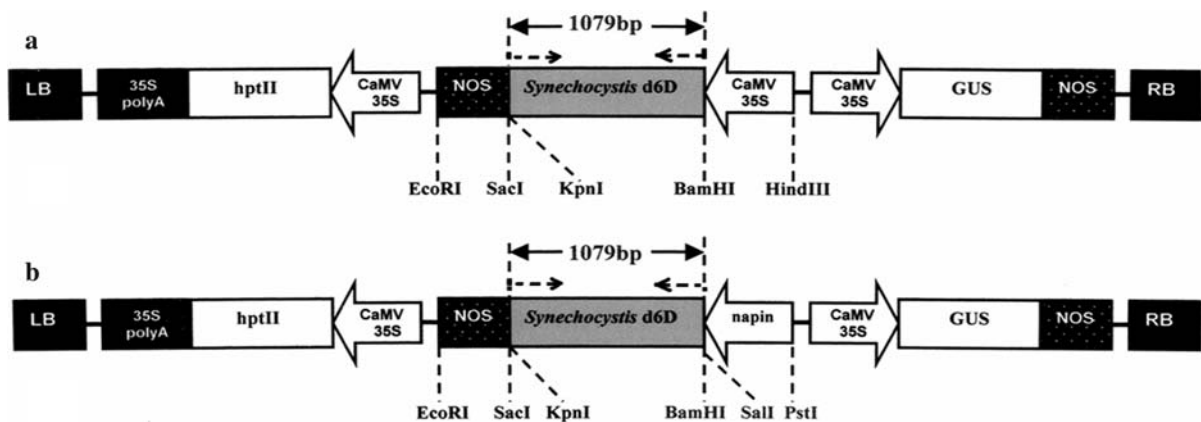 1079bp
a
LB 35S polyA hptII CaMV 35S NOS Synechocystis d6D CaMV 35S CaMV 35S GUS NOS RB
EcoRI SacI KpnI BamHI HindIII
1079bp
b
LB 35S polyA hptII CaMV 35S NOS Synechocystis d6D napin CaMV 35S GUS NOS RB
EcoRI SacI KpnI BamHI SalI PstI